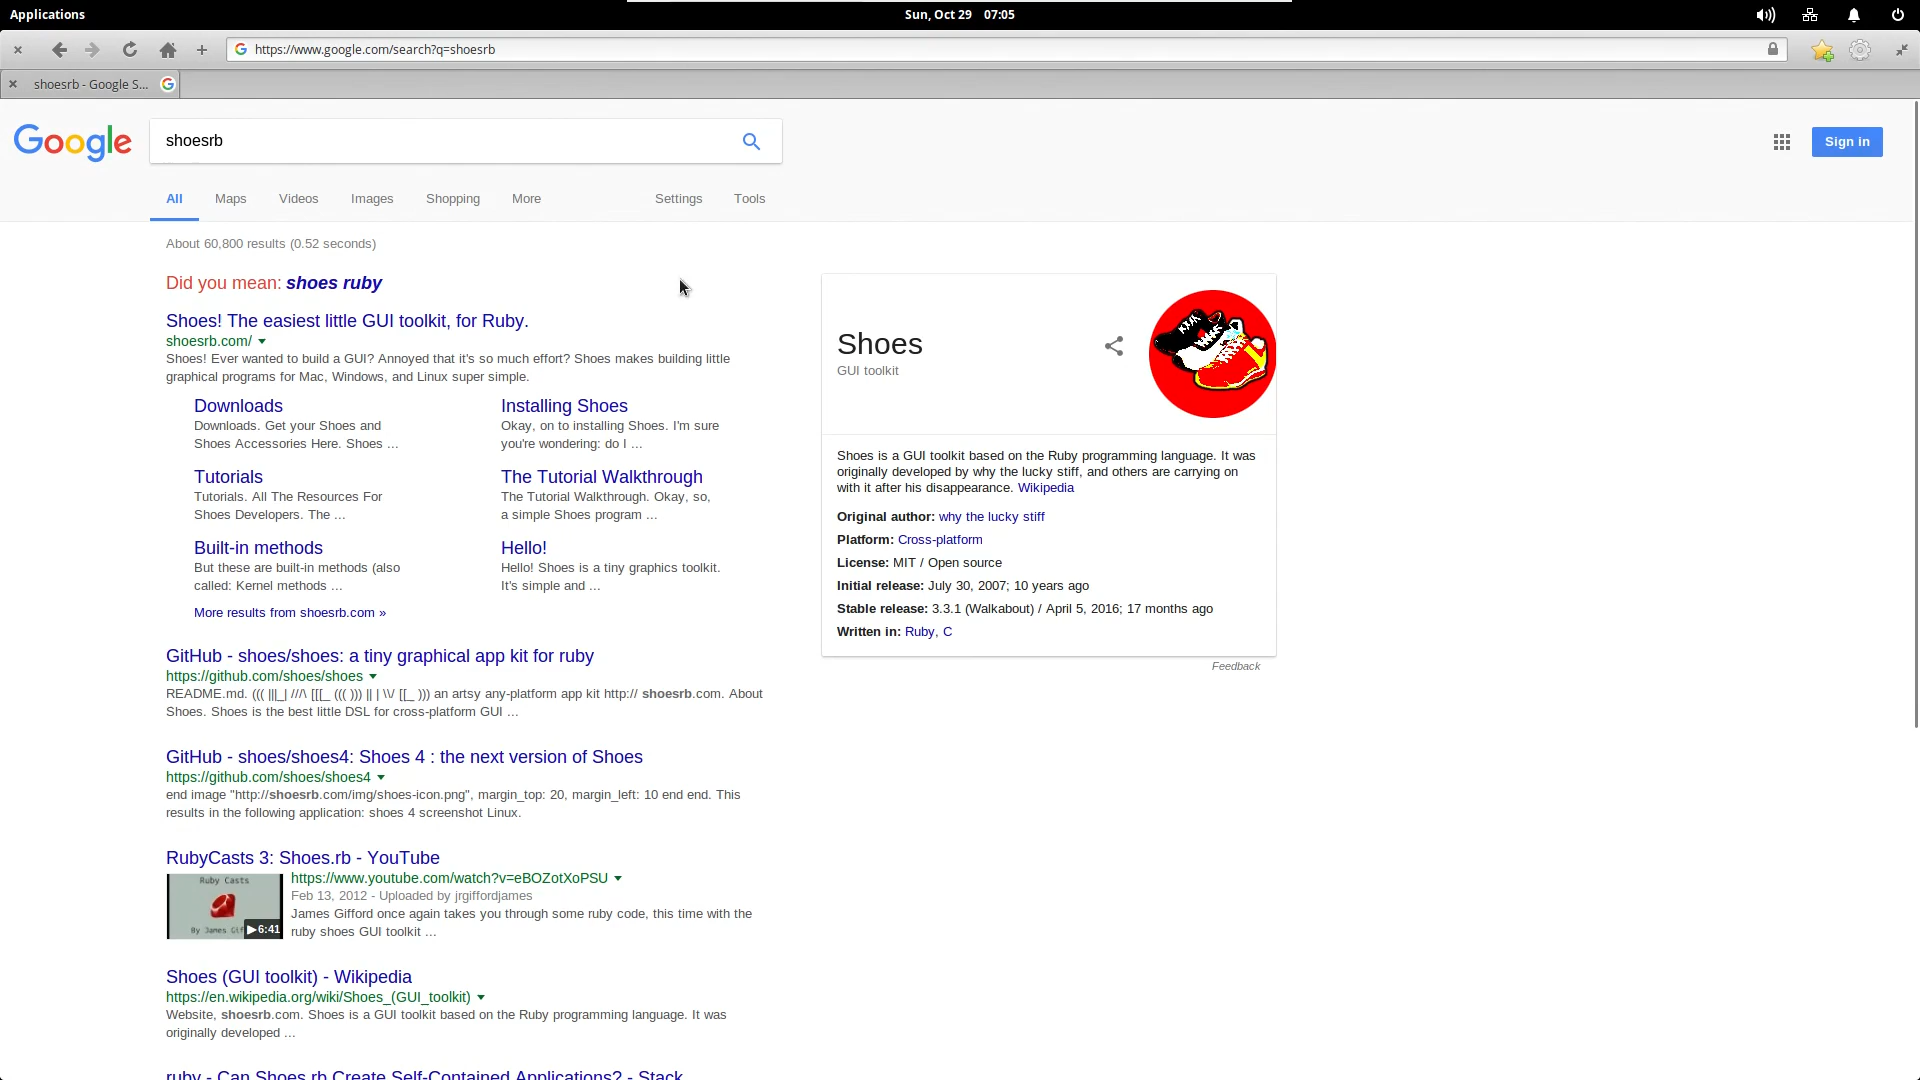 Applications
Sun, Oct 29 07:05
https://www.google.com/search?q=shoesrb
shoesrb - Google S...
Google
shoesrb
Sign in
All Maps Videos Images Shopping More Settings Tools
About 60,800 results (0.52 seconds)
Did you mean: shoes ruby
Shoes! The easiest little GUI toolkit, for Ruby.
shoesrb.com/
Shoes! Ever wanted to build a GUI? Annoyed that it's so much effort? Shoes makes building little
graphical programs for Mac, Windows, and Linux super simple.
Downloads
Downloads. Get your Shoes and
Shoes Accessories Here. Shoes ...
Installing Shoes
Okay, on to installing Shoes. I'm sure
you're wondering: do I ...
Tutorials
Tutorials. All The Resources For
Shoes Developers. The ...
The Tutorial Walkthrough
The Tutorial Walkthrough. Okay, so,
a simple Shoes program ...
Built-in methods
But these are built-in methods (also
called: Kernel methods ...
Hello!
Hello! Shoes is a tiny graphics toolkit.
It's simple and ...
More results from shoesrb.com »
GitHub - shoes/shoes: a tiny graphical app kit for ruby
https://github.com/shoes/shoes
README.md. ((( |||_| ///\ [[[_ ((( ))) || | \\/ [[_ ))) an artsy any-platform app kit http:// shoesrb.com. About
Shoes. Shoes is the best little DSL for cross-platform GUI ...
GitHub - shoes/shoes4: Shoes 4 : the next version of Shoes
https://github.com/shoes/shoes4
end image "http://shoesrb.com/img/shoes-icon.png", margin_top: 20, margin_left: 10 end end. This
results in the following application: shoes 4 screenshot Linux.
RubyCasts 3: Shoes.rb - YouTube
Ruby Casts
By James Gif
6:41
https://www.youtube.com/watch?v=eBOZotXoPSU
Feb 13, 2012 - Uploaded by jrgiffordjames
James Gifford once again takes you through some ruby code, this time with the
ruby shoes GUI toolkit ...
Shoes (GUI toolkit) - Wikipedia
https://en.wikipedia.org/wiki/Shoes_(GUI_toolkit)
Website, shoesrb.com. Shoes is a GUI toolkit based on the Ruby programming language. It was
originally developed ...
ruby - Can Shoes.rb Create Self-Contained Applications? - Stack
Shoes
GUI toolkit
Shoes is a GUI toolkit based on the Ruby programming language. It was
originally developed by why the lucky stiff, and others are carrying on
with it after his disappearance. Wikipedia
Original author: why the lucky stiff
Platform: Cross-platform
License: MIT / Open source
Initial release: July 30, 2007; 10 years ago
Stable release: 3.3.1 (Walkabout) / April 5, 2016; 17 months ago
Written in: Ruby, C
Feedback